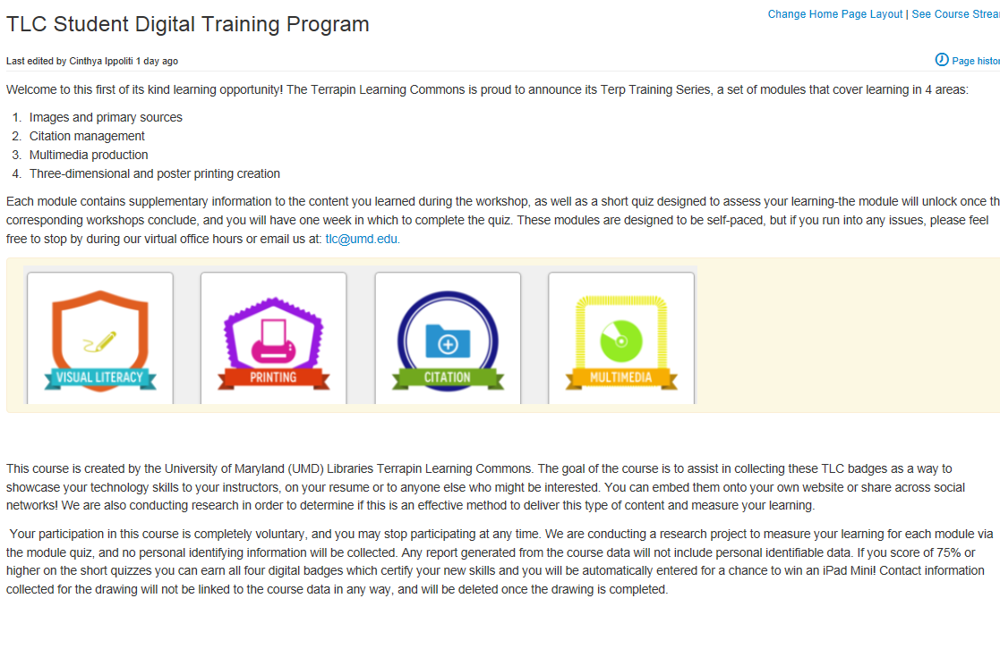 Change Home Page Layout | See Course Strea
TLC Student Digital Training Program
Last edited by Cinthya Ippoliti 1 day ago
Page histor
Welcome to this first of its kind learning opportunity! The Terrapin Learning Commons is proud to announce its Terp Training Series, a set of modules that cover learning in 4 areas:
1. Images and primary sources
2. Citation management
3. Multimedia production
4. Three-dimensional and poster printing creation
Each module contains supplementary information to the content you learned during the workshop, as well as a short quiz designed to assess your learning-the module will unlock once th
corresponding workshops conclude, and you will have one week in which to complete the quiz. These modules are designed to be self-paced, but if you run into any issues, please feel
free to stop by during our virtual office hours or email us at: tlc@umd.edu.
VISUAL LITERACY
PRINTING
CITATION
MULTIMEDIA
This course is created by the University of Maryland (UMD) Libraries Terrapin Learning Commons. The goal of the course is to assist in collecting these TLC badges as a way to
showcase your technology skills to your instructors, on your resume or to anyone else who might be interested. You can embed them onto your own website or share across social
networks! We are also conducting research in order to determine if this is an effective method to deliver this type of content and measure your learning.
Your participation in this course is completely voluntary, and you may stop participating at any time. We are conducting a research project to measure your learning for each module via
the module quiz, and no personal identifying information will be collected. Any report generated from the course data will not include personal identifiable data. If you score of 75% or
higher on the short quizzes you can earn all four digital badges which certify your new skills and you will be automatically entered for a chance to win an iPad Mini! Contact information
collected for the drawing will not be linked to the course data in any way, and will be deleted once the drawing is completed.